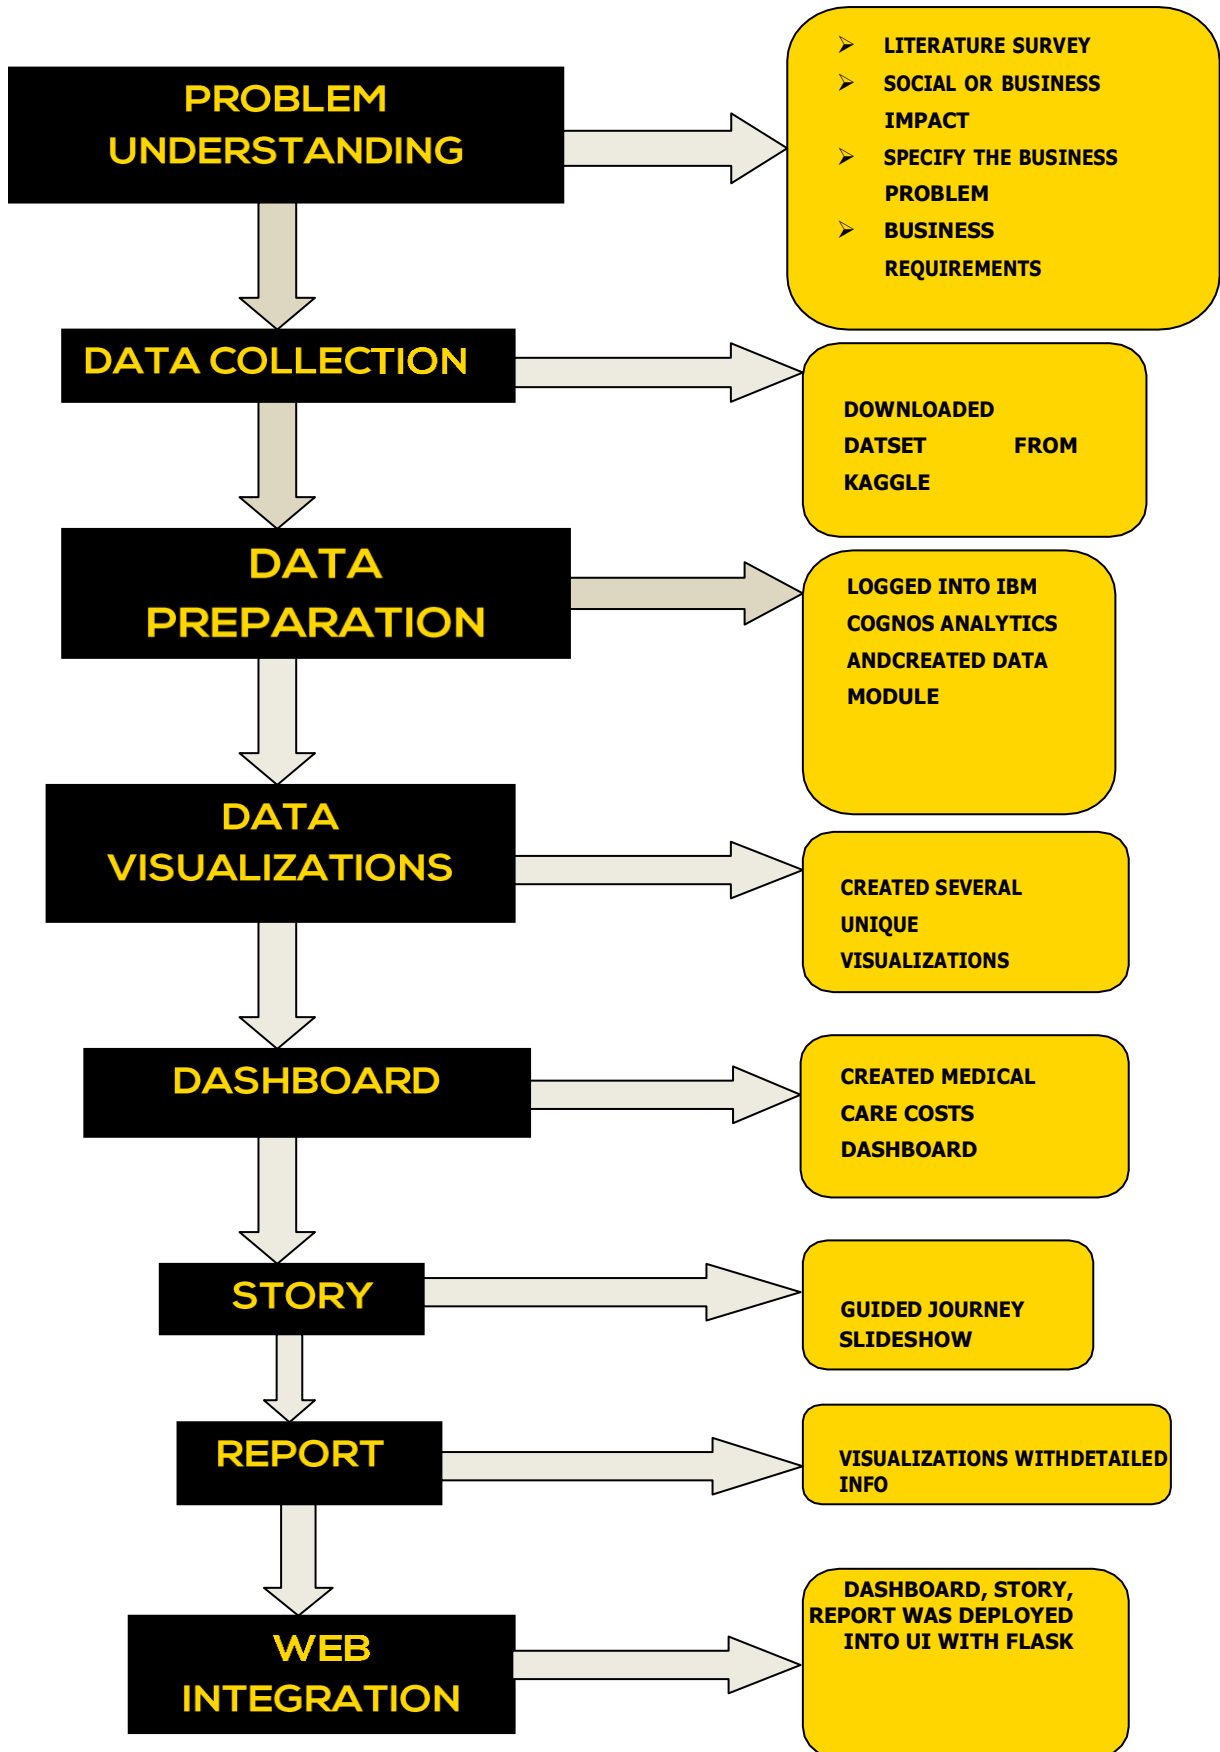 PROBLEM
UNDERSTANDING
➢ LITERATURE SURVEY
➢ SOCIAL OR BUSINESS
IMPACT
➢ SPECIFY THE BUSINESS
PROBLEM
➢ BUSINESS
REQUIREMENTS
DATA COLLECTION
DOWNLOADED
DATSET FROM
KAGGLE
DATA
PREPARATION
LOGGED INTO IBM
COGNOS ANALYTICS
ANDCREATED DATA
MODULE
DATA
VISUALIZATIONS
CREATED SEVERAL
UNIQUE
VISUALIZATIONS
DASHBOARD
CREATED MEDICAL
CARE COSTS
DASHBOARD
STORY
GUIDED JOURNEY
SLIDESHOW
REPORT
VISUALIZATIONS WITHDETAILED
INFO
WEB
INTEGRATION
DASHBOARD, STORY,
REPORT WAS DEPLOYED
INTO UI WITH FLASK